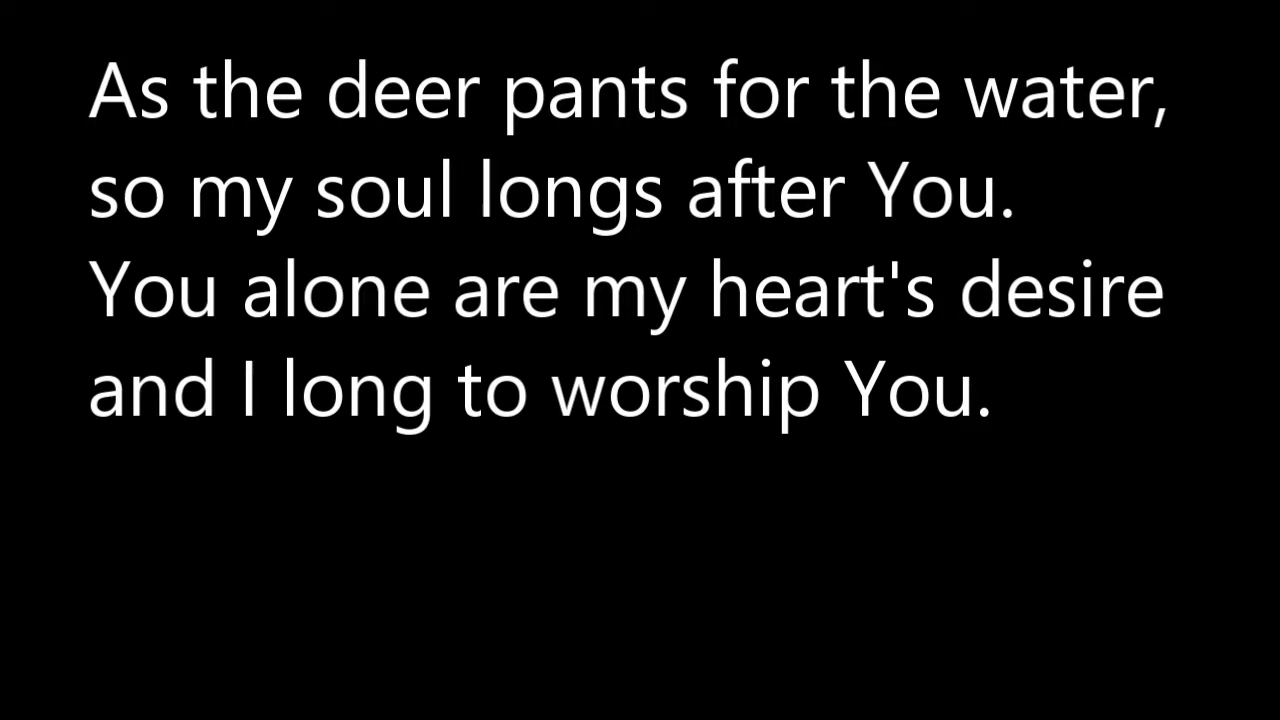 As the deer pants for the water,
so my soul longs after You.
You alone are my heart's desire
and I long to worship You.